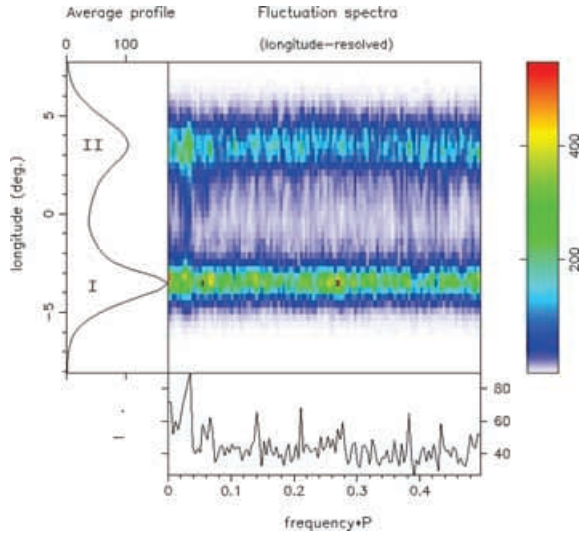 Average profile Fluctuation spectra
0 100 (longitude−resolved)
longitude (deg.)
5
0
−5
II
I
400
200
0
80
60
40
0 0.1 0.2 0.3 0.4
frequency*P